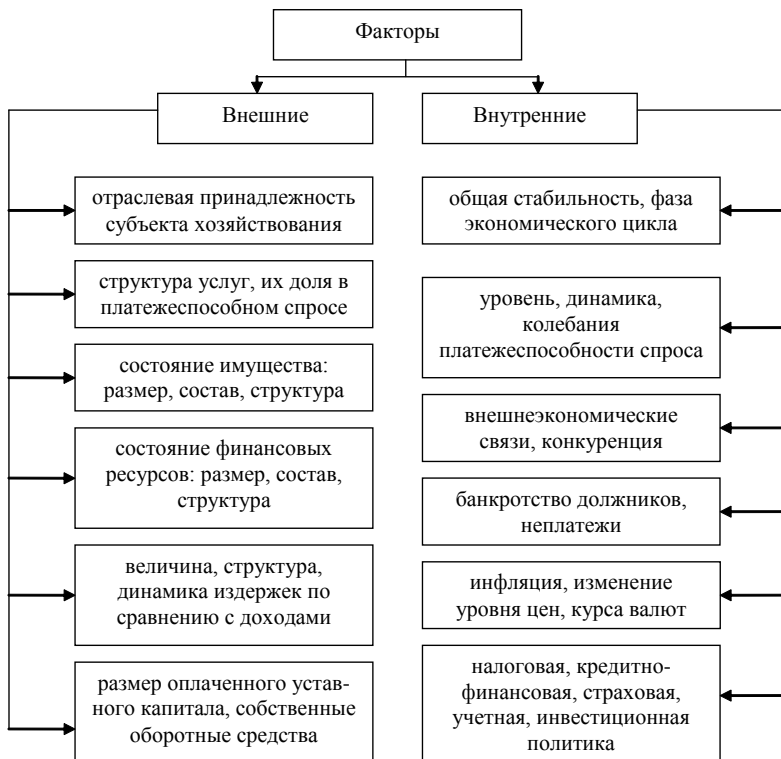 Факторы
Внешние
Внутренние
отраслевая принадлежность
субъекта хозяйствования
структура услуг, их доля в
платежеспособном спросе
состояние имущества:
размер, состав, структура
состояние финансовых
ресурсов: размер, состав,
структура
величина, структура,
динамика издержек по
сравнению с доходами
размер оплаченного устав-
ного капитала, собственные
оборотные средства
общая стабильность, фаза
экономического цикла
уровень, динамика,
колебания
платежеспособности спроса
внешнеэкономические
связи, конкуренция
банкротство должников,
неплатежи
инфляция, изменение
уровня цен, курса валют
налоговая, кредитно-
финансовая, страховая,
учетная, инвестиционная
политика